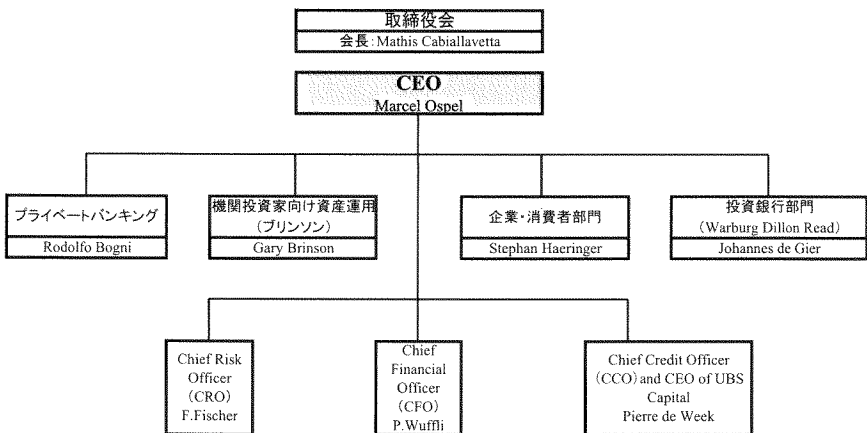 取締役会
会長:Mathis Cabiallavetta
CEO
Marcel Ospel
プライベートバンキング
Rodolfo Bogni
機関投資家向け資産運用
(ブリンソン)
Gary Brinson
企業・消費者部門
Stephan Haeringer
投資銀行部門
(Warburg Dillon Read)
Johannes de Gier
Chief Risk
Officer
(CRO)
F.Fischer
Chief
Financial
Officer
(CFO)
P.Wuffli
Chief Credit Officer
(CCO) and CEO of UBS
Capital
Pierre de Week